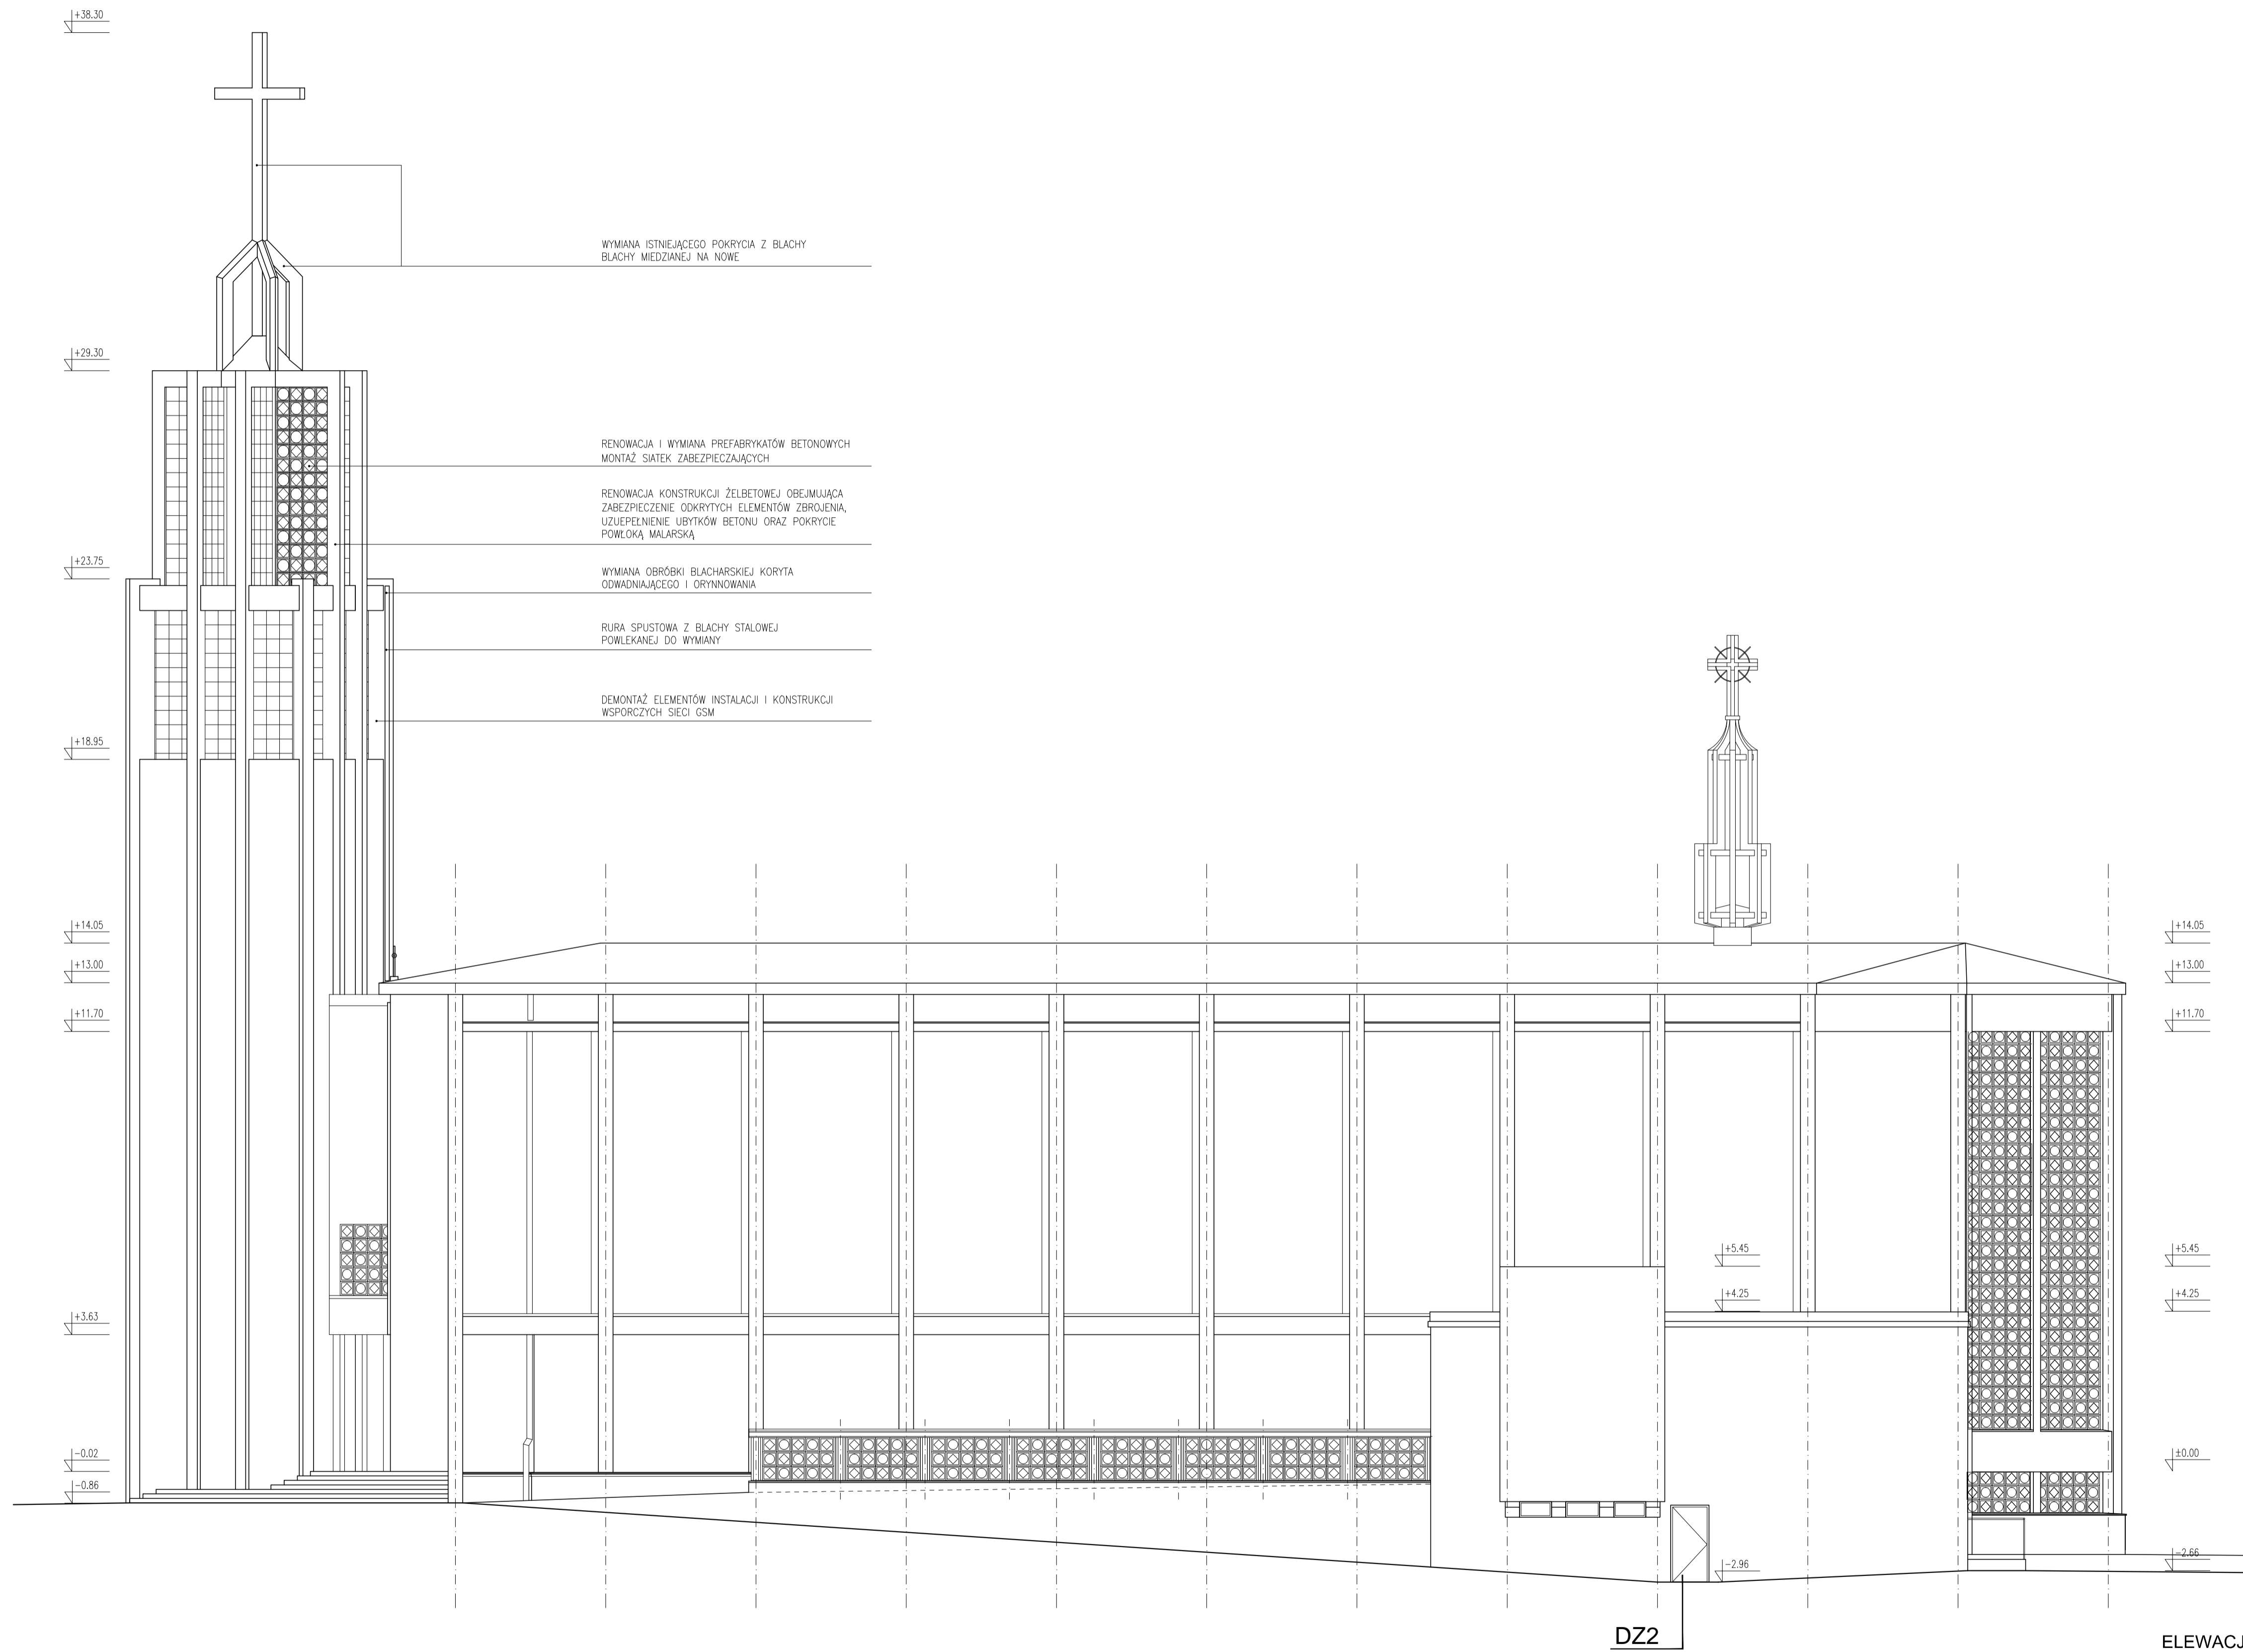 +38.30
WYMIANA ISTNIEJĄCEGO POKRYCIA Z BLACHY
BLACHY MIEDZIANEJ NA NOWE
+29.30
RENOWACJA I WYMIANA PREFABRYKATÓW BETONOWYCH
MONTAŻ SIATEK ZABEZPIECZAJĄCYCH
RENOWACJA KONSTRUKCJI ŻELBETOWEJ OBEJMUJĄCA
ZABEZPIECZENIE ODKRYTYCH ELEMENTÓW ZBROJENIA,
UZUEPEŁNIENIE UBYTKÓW BETONU ORAZ POKRYCIE
POWŁOKĄ MALARSKĄ
+23.75
WYMIANA OBRÓBKI BLACHARSKIEJ KORYTA
ODWADNIAJĄCEGO I ORYNNOWANIA
RURA SPUSTOWA Z BLACHY STALOWEJ
POWLEKANEJ DO WYMIANY
DEMONTAŻ ELEMENTÓW INSTALACJI I KONSTRUKCJI
WSPORCZYCH SIECI GSM
+18.95
+14.05
+14.05
+13.00
+13.00
+11.70
+11.70
+5.45
+5.45
+4.25
+4.25
+3.63
-0.02
±0.00
-0.86
-2.96
-2.66
DZ2
ELEWACJ